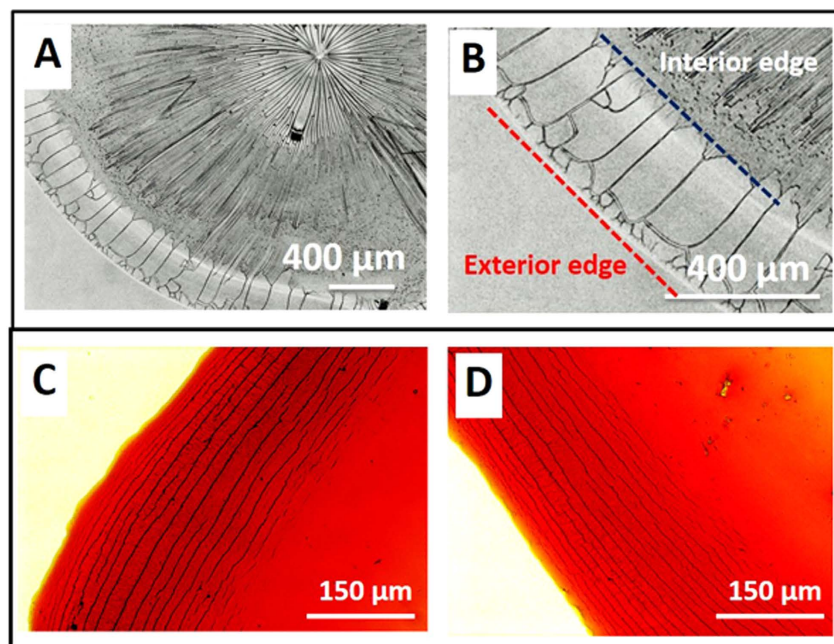 A
400 μm
B
Interior edge
Exterior edge
400 μm
C
150 μm
D
150 μm